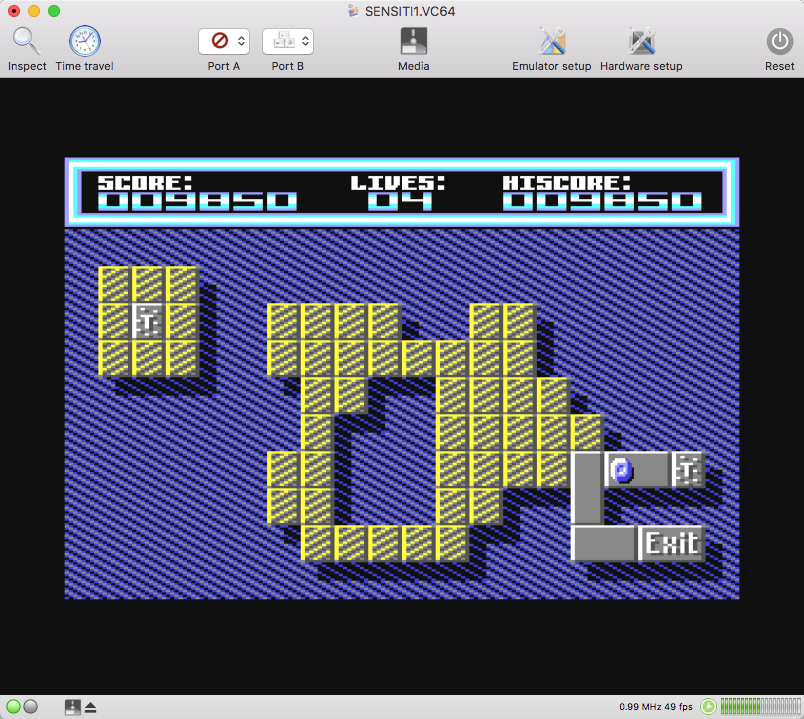 SENSITI1.VC64
Inspect Time travel Port A Port B Media Emulator setup Hardware setup Reset
SCORE: LIVES: HISCORE:
009850 04 009850
T
T
Exit
0.99 MHz 49 fps